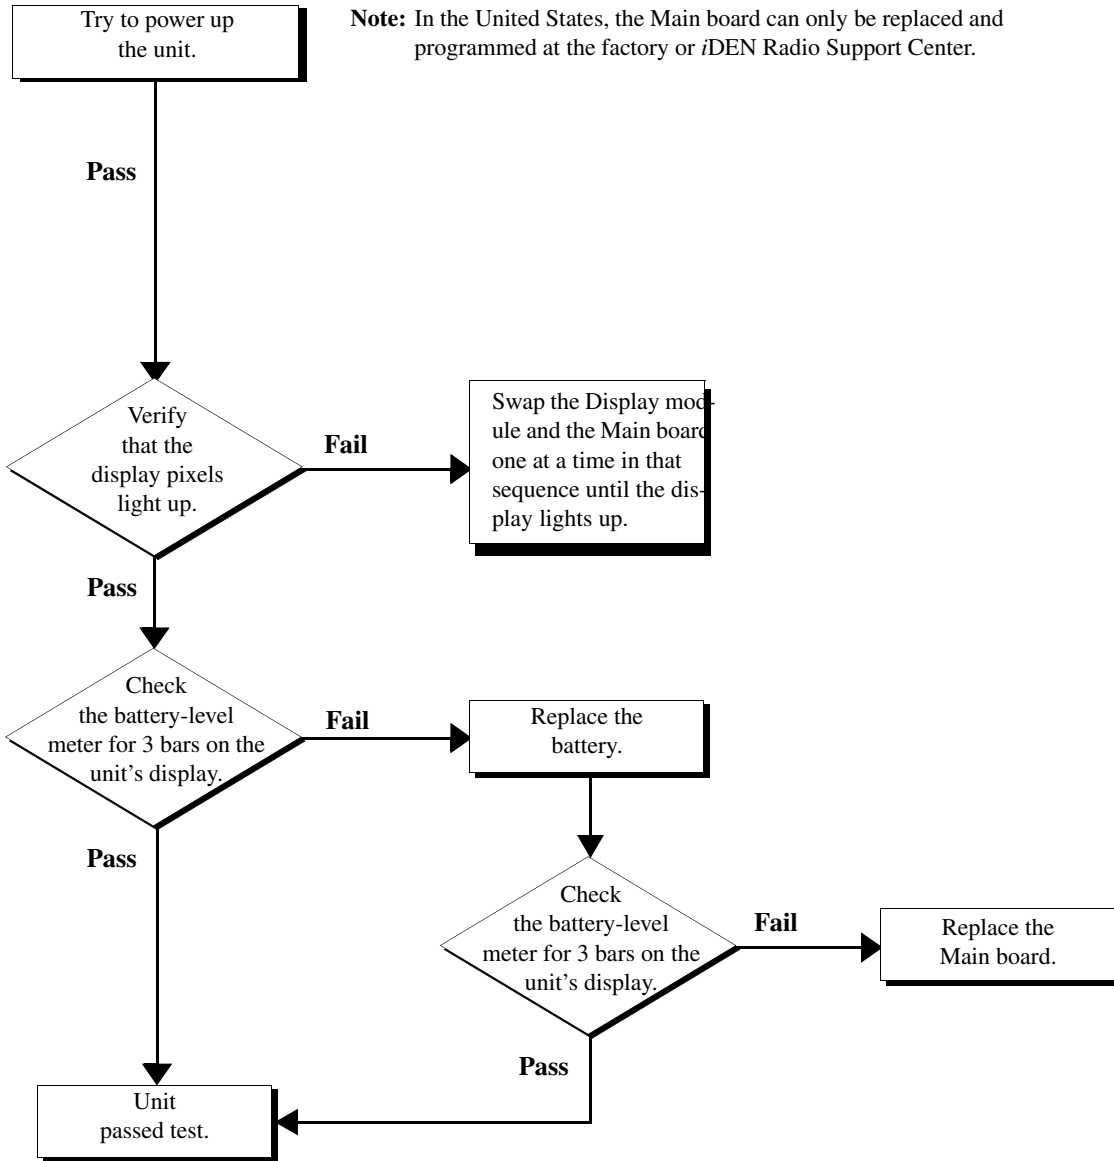 Try to power up
the unit.
Note: In the United States, the Main board can only be replaced and
programmed at the factory or iDEN Radio Support Center.
Pass
Verify
that the
display pixels
light up.
Fail
Swap the Display mod-
ule and the Main board
one at a time in that
sequence until the dis-
play lights up.
Pass
Check
the battery-level
meter for 3 bars on the
unit’s display.
Fail
Replace the
battery.
Pass
Check
the battery-level
meter for 3 bars on the
unit’s display.
Fail
Replace the
Main board.
Pass
Unit
passed test.